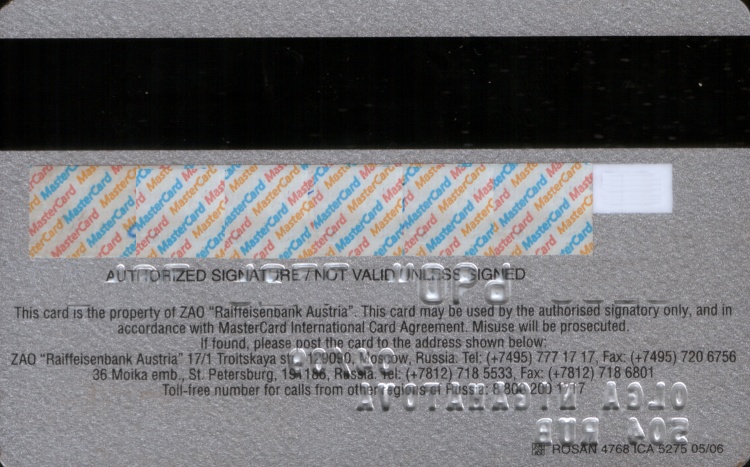 AUTHORIZED SIGNATURE / NOT VALID UNLESS SIGNED
This card is the property of ZAO "Raiffeisenbank Austria". This card may be used by the authorised signatory only, and in
accordance with MasterCard International Card Agreement. Misuse will be prosecuted.
If found, please post the card to the address shown below:
ZAO "Raiffeisenbank Austria" 17/1 Troitskaya str., 129090, Moscow, Russia. Tel: (+7495) 777 17 17, Fax: (+7495) 720 6756
36 Moika emb., St. Petersburg, 191186, Russia. Tel: (+7812) 718 5533, Fax: (+7812) 718 6801
Toll-free number for calls from other regions of Russia: 8 800 200 1717
ROSAN 4768 ICA 5275 05/06